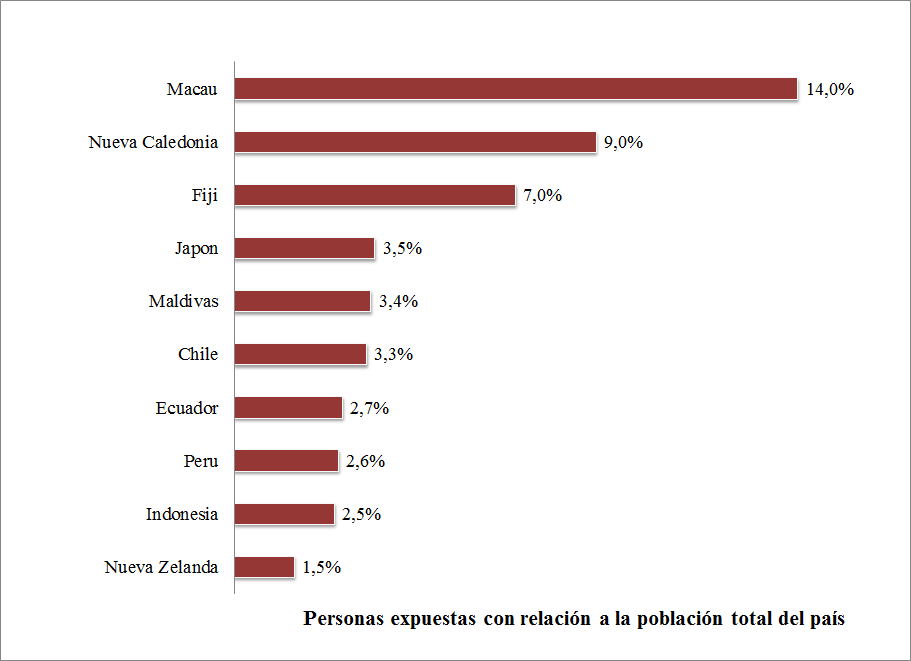 Macau 14,0%
Nueva Caledonia 9,0%
Fiji 7,0%
Japon 3,5%
Maldivas 3,4%
Chile 3,3%
Ecuador 2,7%
Peru 2,6%
Indonesia 2,5%
Nueva Zelanda 1,5%
Personas expuestas con relación a la población total del país